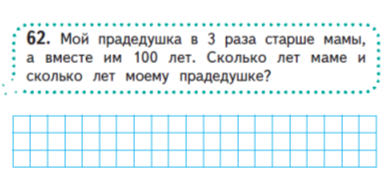 62. Мой прадедушка в 3 раза старше мамы,
а вместе им 100 лет. Сколько лет маме и
сколько лет моему прадедушке?